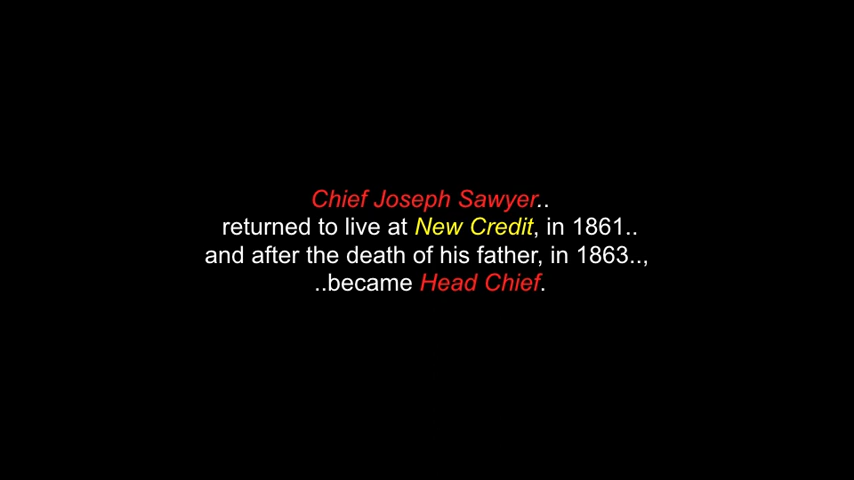 Chief Joseph Sawyer..
returned to live at New Credit, in 1861..
and after the death of his father, in 1863..,
..became Head Chief.